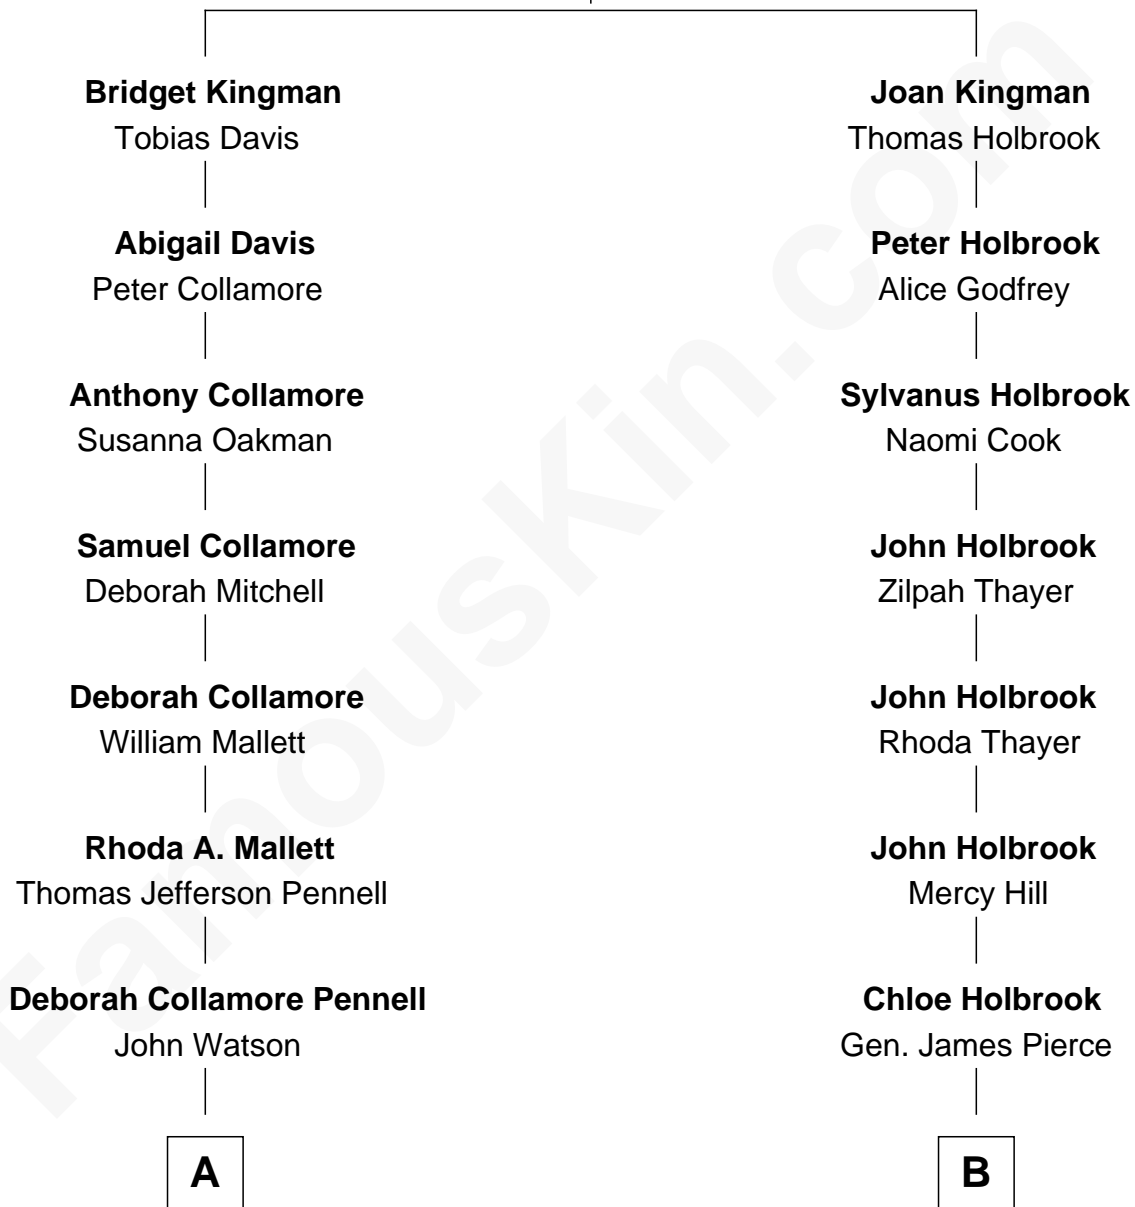 Bridget Kingman
Tobias Davis
Joan Kingman
Thomas Holbrook
Abigail Davis
Peter Collamore
Peter Holbrook
Alice Godfrey
Anthony Collamore
Susanna Oakman
Sylvanus Holbrook
Naomi Cook
Samuel Collamore
Deborah Mitchell
John Holbrook
Zilpah Thayer
Deborah Collamore
William Mallett
John Holbrook
Rhoda Thayer
Rhoda A. Mallett
Thomas Jefferson Pennell
John Holbrook
Mercy Hill
Deborah Collamore Pennell
John Watson
Chloe Holbrook
Gen. James Pierce
A
B
FamousKin.com